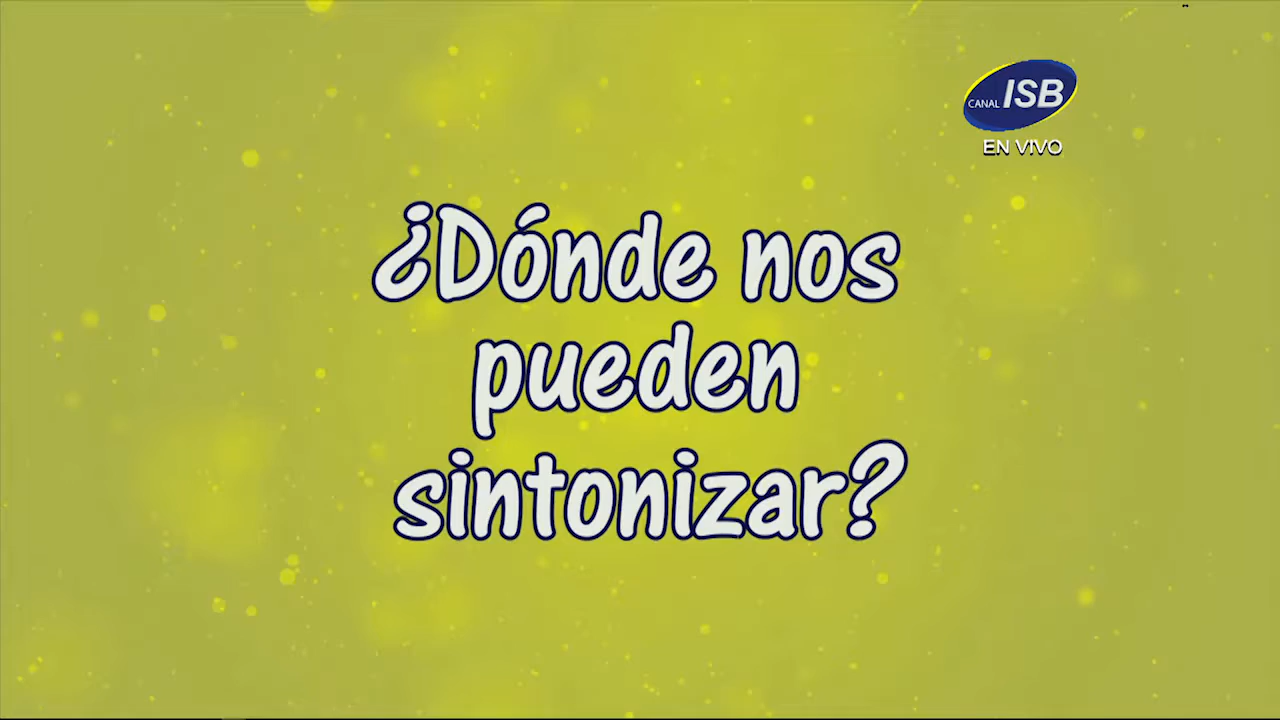 CANAL ISB
EN VIVO
¿Dónde nos
pueden
sintonizar?